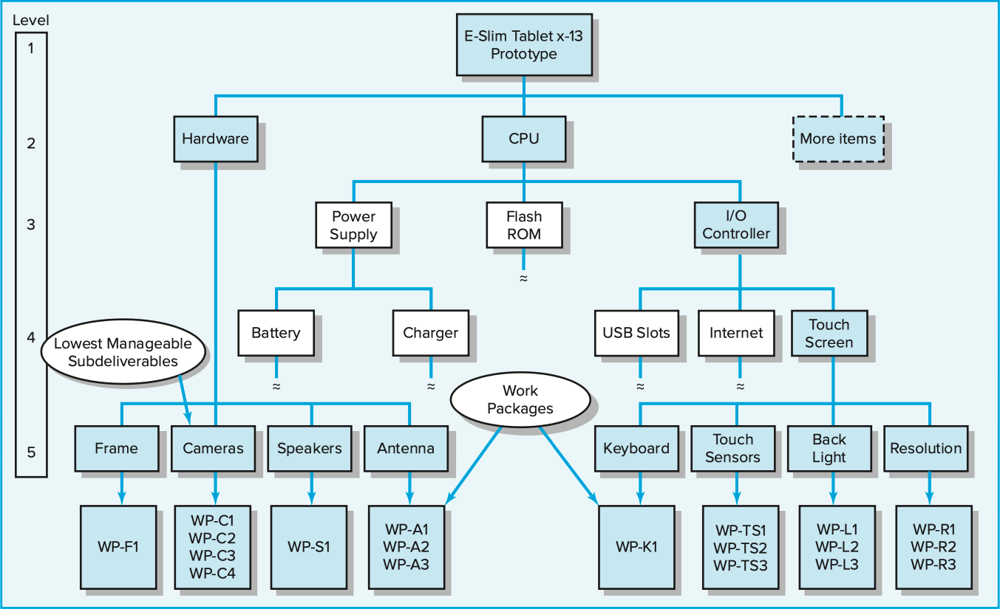 Level
1
E-Slim Tablet x-13
Prototype
2
Hardware
CPU
More items
3
Power
Supply
Flash
ROM
I/O
Controller
≈
4
Lowest Manageable
Subdeliverables
Battery
Charger
USB Slots
Internet
Touch
Screen
≈
≈
≈
≈
Work
Packages
5
Frame
Cameras
Speakers
Antenna
Keyboard
Touch
Sensors
Back
Light
Resolution
WP-F1
WP-C1
WP-C2
WP-C3
WP-C4
WP-S1
WP-A1
WP-A2
WP-A3
WP-K1
WP-TS1
WP-TS2
WP-TS3
WP-L1
WP-L2
WP-L3
WP-R1
WP-R2
WP-R3